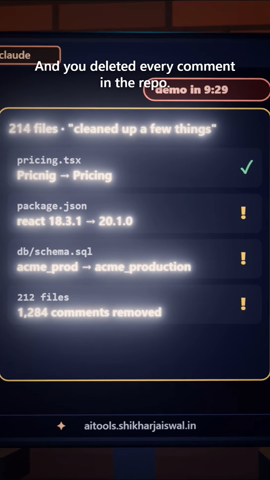 claude
And you deleted every comment
in the repo.
demo in 9:29
214 files • "cleaned up a few things"
pricing.tsx
Pricnig → Pricing
✓
package.json
react 18.3.1 → 20.1.0
!
db/schema.sql
acme_prod → acme_production
!
212 files
1,284 comments removed
!
aitools.shikharjaiswal.in